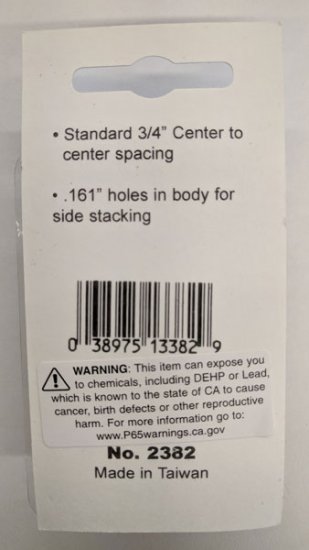 • Standard 3/4" Center to
center spacing
• .161" holes in body for
side stacking
0 38975 13382 9
WARNING: This item can expose you
to chemicals, including DEHP or Lead,
which is known to the state of CA to cause
cancer, birth defects or other reproductive
harm. For more information go to:
www.P65warnings.ca.gov
No. 2382
Made in Taiwan